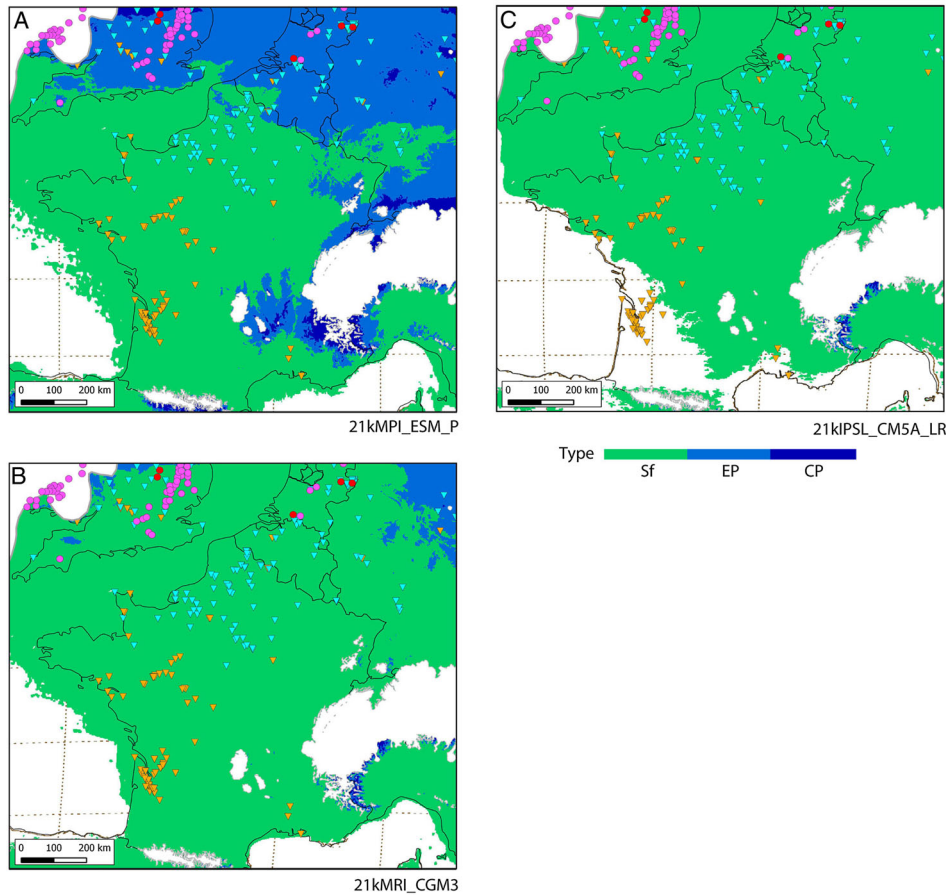 A
0 100 200 km
21kMPI_ESM_P
C
0 100 200 km
21kIPSL_CM5A_LR
Type
Sf EP CP
B
0 100 200 km
21kMRI_CGM3